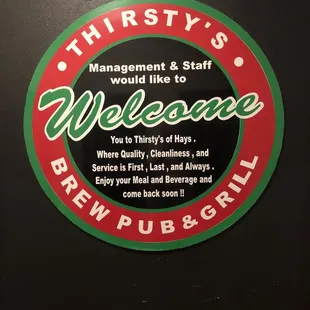 THIRSTY'S
Management & Staff
would like to
Welcome
You to Thirsty's of Hays .
Where Quality , Cleanliness , and
Service is First , Last , and Always .
Enjoy your Meal and Beverage and
come back soon !!
BREW PUB & GRILL